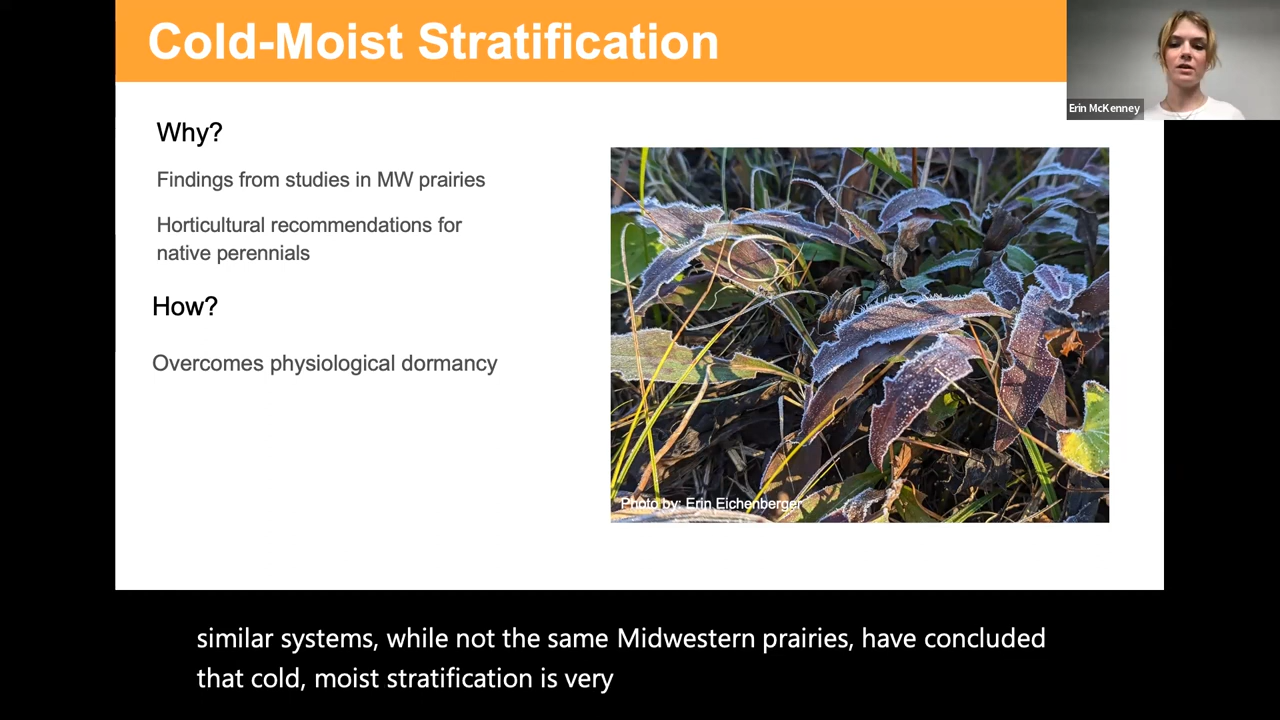 Cold-Moist Stratification
Erin McKenney
Why?
Findings from studies in MW prairies
Horticultural recommendations for
native perennials
How?
Overcomes physiological dormancy
Photo by: Erin Eichenberger
similar systems, while not the same Midwestern prairies, have concluded
that cold, moist stratification is very